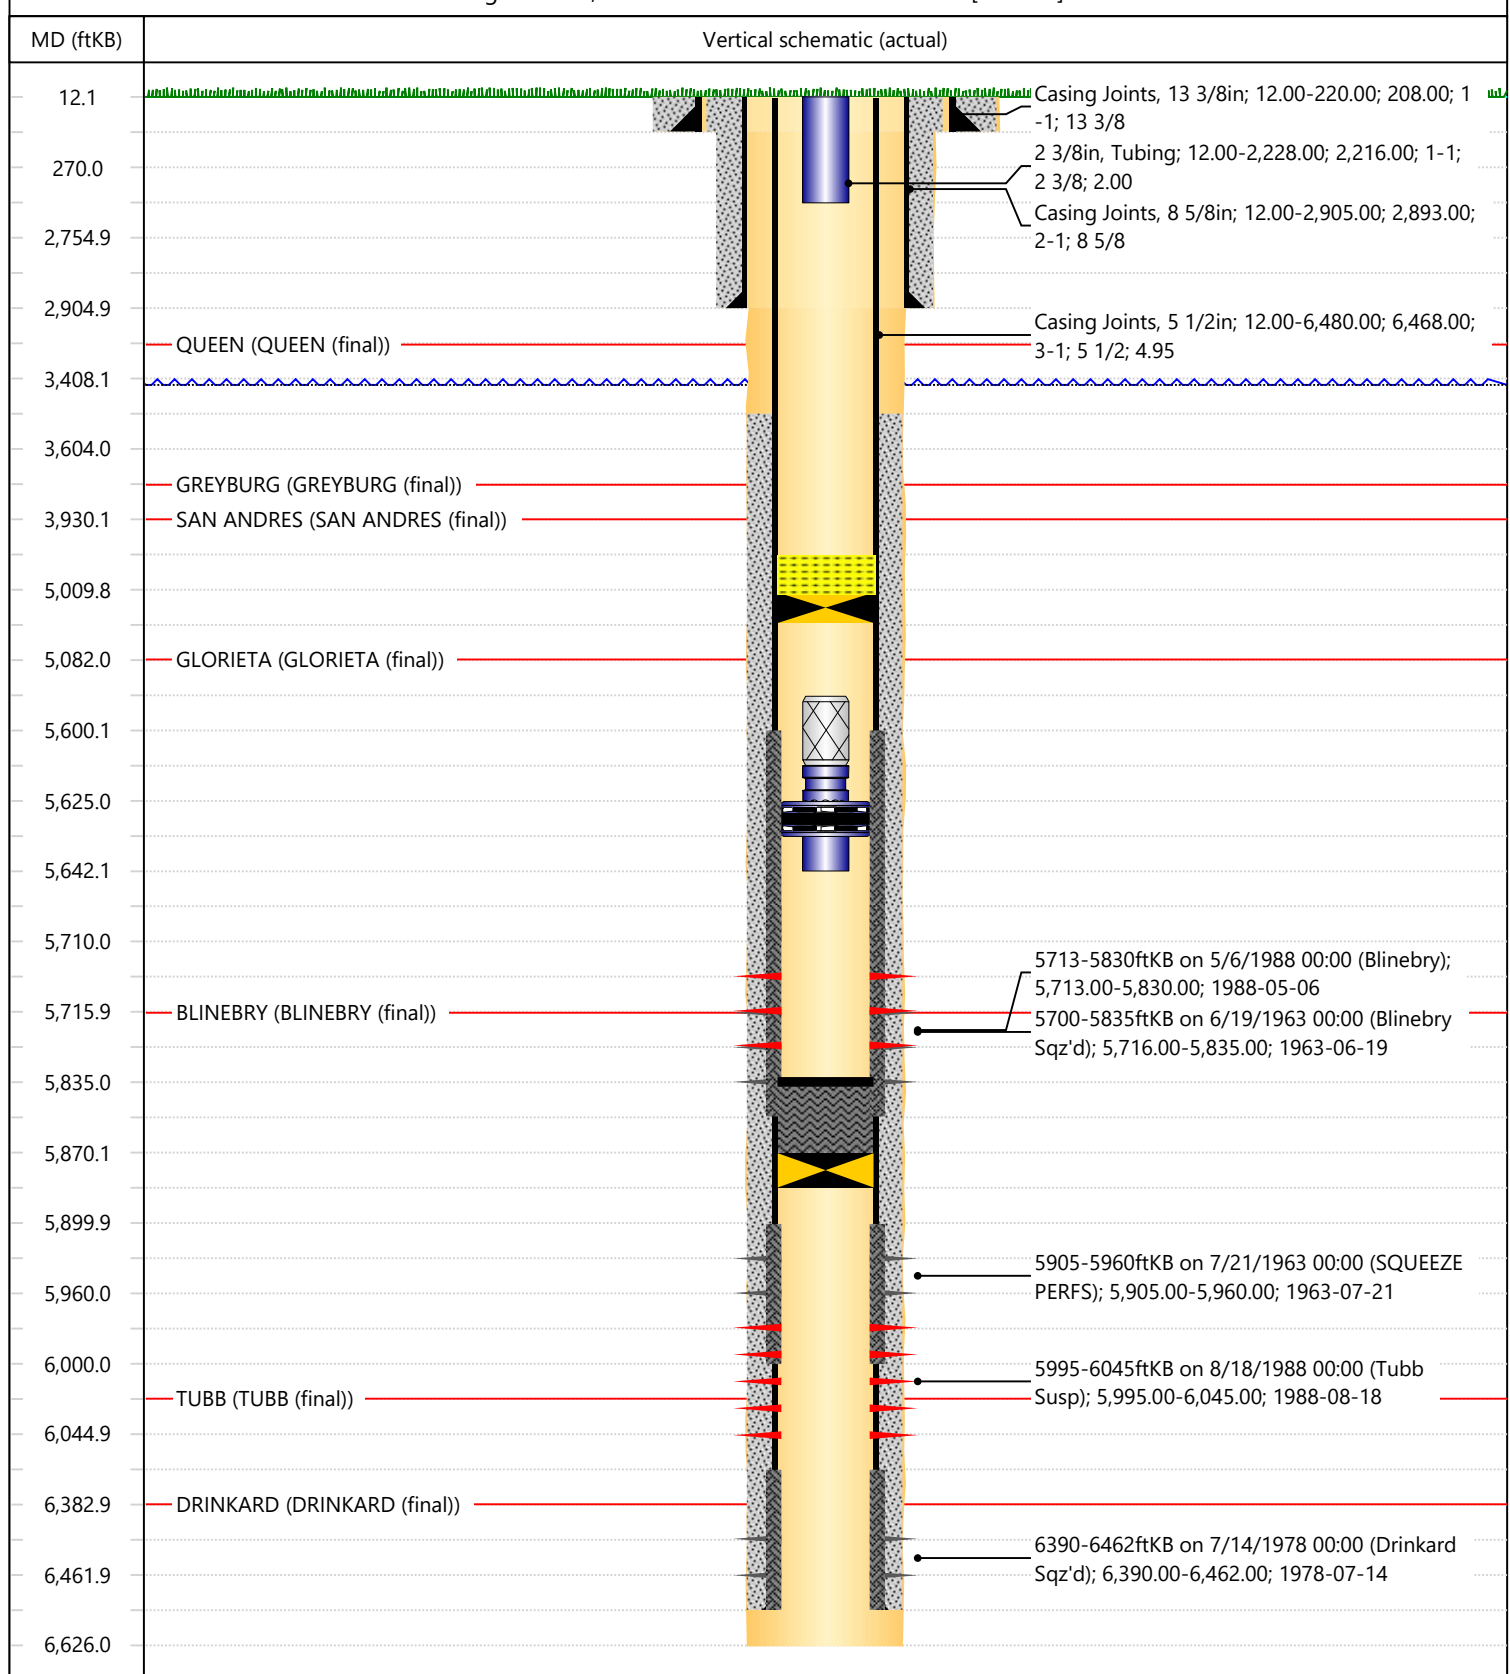 MD (ftKB)
Vertical schematic (actual)
12.1
Casing Joints, 13 3/8in; 12.00-220.00; 208.00; 1
-1; 13 3/8
2 3/8in, Tubing; 12.00-2,228.00; 2,216.00; 1-1;
2 3/8; 2.00
270.0
Casing Joints, 8 5/8in; 12.00-2,905.00; 2,893.00;
2-1; 8 5/8
2,754.9
2,904.9
Casing Joints, 5 1/2in; 12.00-6,480.00; 6,468.00;
3-1; 5 1/2; 4.95
QUEEN (QUEEN (final))
3,408.1
3,604.0
GREYBURG (GREYBURG (final))
3,930.1
SAN ANDRES (SAN ANDRES (final))
5,009.8
5,082.0
GLORIETA (GLORIETA (final))
5,600.1
5,625.0
5,642.1
5,710.0
5713-5830ftKB on 5/6/1988 00:00 (Blinebry);
5,713.00-5,830.00; 1988-05-06
5,715.9
BLINEBRY (BLINEBRY (final))
5700-5835ftKB on 6/19/1963 00:00 (Blinebry
Sqz'd); 5,716.00-5,835.00; 1963-06-19
5,835.0
5,870.1
5,899.9
5905-5960ftKB on 7/21/1963 00:00 (SQUEEZE
PERFS); 5,905.00-5,960.00; 1963-07-21
5,960.0
6,000.0
5995-6045ftKB on 8/18/1988 00:00 (Tubb
Susp); 5,995.00-6,045.00; 1988-08-18
TUBB (TUBB (final))
6,044.9
6,382.9
DRINKARD (DRINKARD (final))
6390-6462ftKB on 7/14/1978 00:00 (Drinkard
Sqz'd); 6,390.00-6,462.00; 1978-07-14
6,461.9
6,626.0